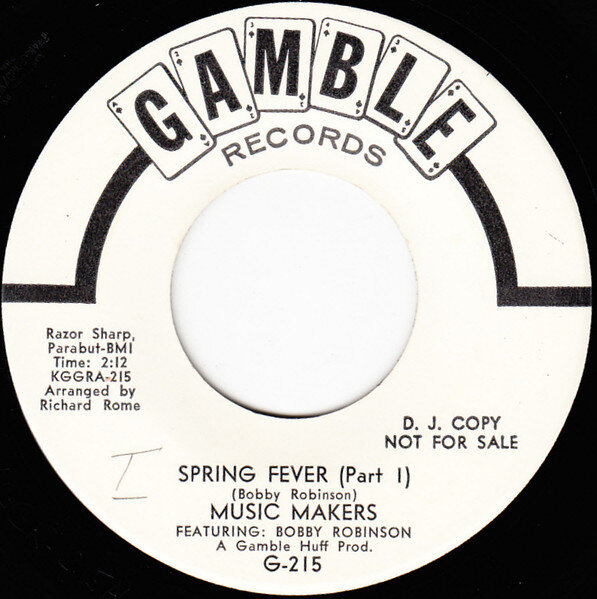 GAMBLE
RECORDS
Razor Sharp,
Parabut-BMI
Time: 2:12
KGGRA-215
Arranged by
Richard Rome
D. J. COPY
NOT FOR SALE
I
SPRING FEVER (Part 1)
(Bobby Robinson)
MUSIC MAKERS
FEATURING: BOBBY ROBINSON
A Gamble Huff Prod.
G-215